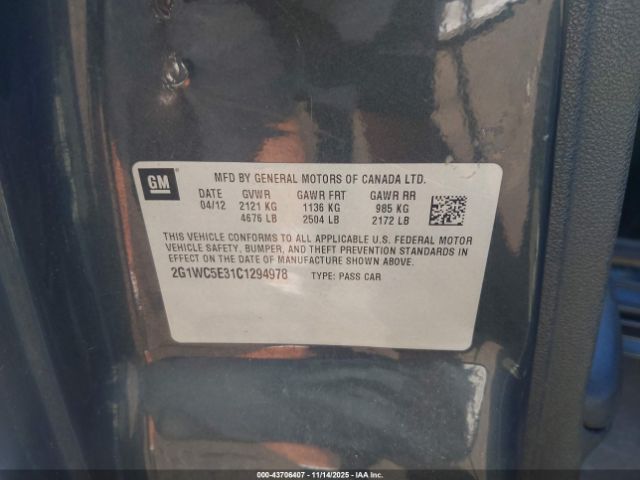 GM
MFD BY GENERAL MOTORS OF CANADA LTD.
DATE GVWR GAWR FRT GAWR RR
04/12 2121 KG 1136 KG 985 KG
4676 LB 2504 LB 2172 LB
THIS VEHICLE CONFORMS TO ALL APPLICABLE U.S. FEDERAL MOTOR
VEHICLE SAFETY, BUMPER, AND THEFT PREVENTION STANDARDS IN
EFFECT ON THE DATE OF MANUFACTURE SHOWN ABOVE.
2G1WC5E31C1294978 TYPE: PASS CAR
000-43706407 - 11/14/2025 - IAAI.COM